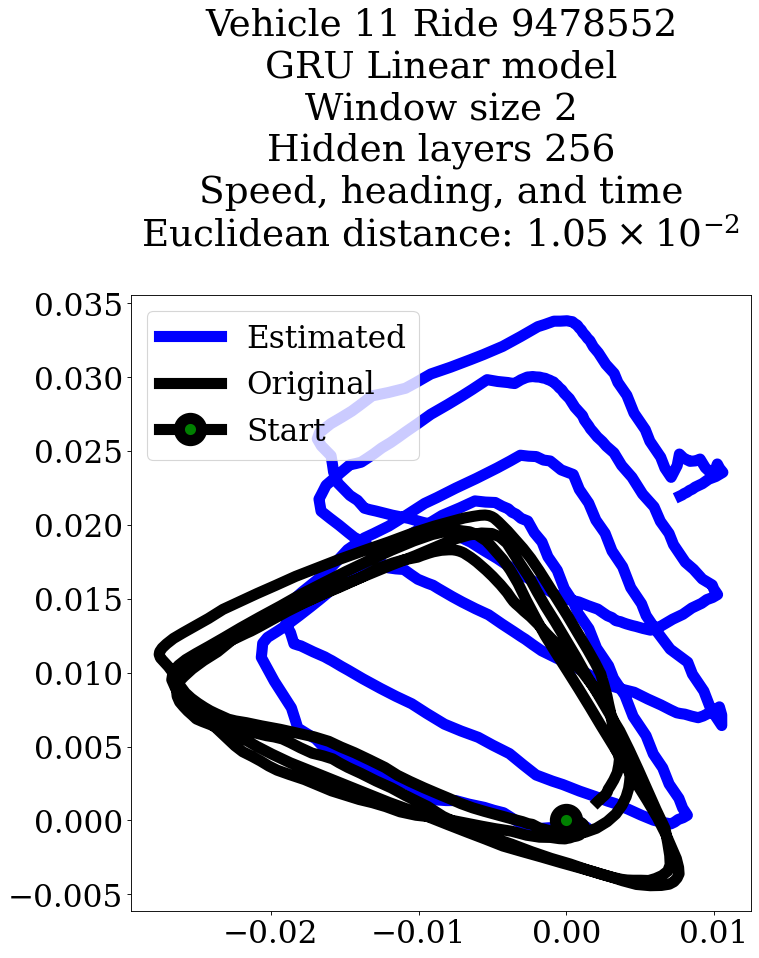 Vehicle 11 Ride 9478552
GRU Linear model
Window size 2
Hidden layers 256
Speed, heading, and time
Euclidean distance: 1.05 × 10⁻²
0.035
0.030
0.025
0.020
0.015
0.010
0.005
0.000
−0.005
Estimated
Original
Start
−0.02 −0.01 0.00 0.01